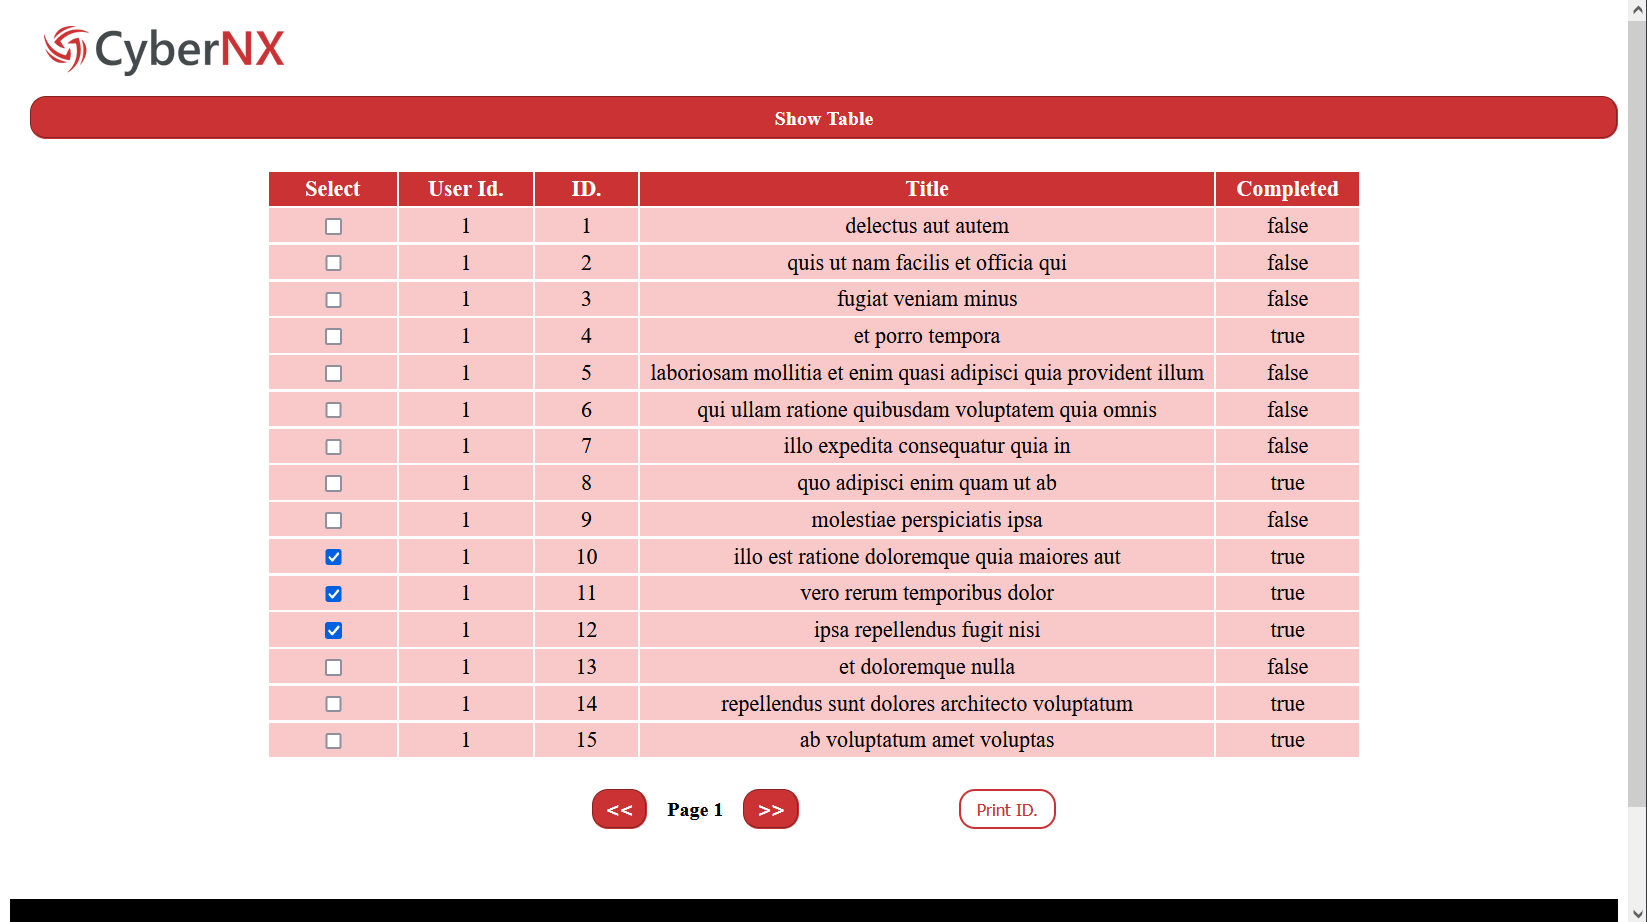 CyberNX
Show Table
Select User Id. ID. Title Completed
1 1 delectus aut autem false
1 2 quis ut nam facilis et officia qui false
1 3 fugiat veniam minus false
1 4 et porro tempora true
1 5 laboriosam mollitia et enim quasi adipisci quia provident illum false
1 6 qui ullam ratione quibusdam voluptatem quia omnis false
1 7 illo expedita consequatur quia in false
1 8 quo adipisci enim quam ut ab true
1 9 molestiae perspiciatis ipsa false
1 10 illo est ratione doloremque quia maiores aut true
1 11 vero rerum temporibus dolor true
1 12 ipsa repellendus fugit nisi true
1 13 et doloremque nulla false
1 14 repellendus sunt dolores architecto voluptatum true
1 15 ab voluptatum amet voluptas true
<< Page 1 >> Print ID.